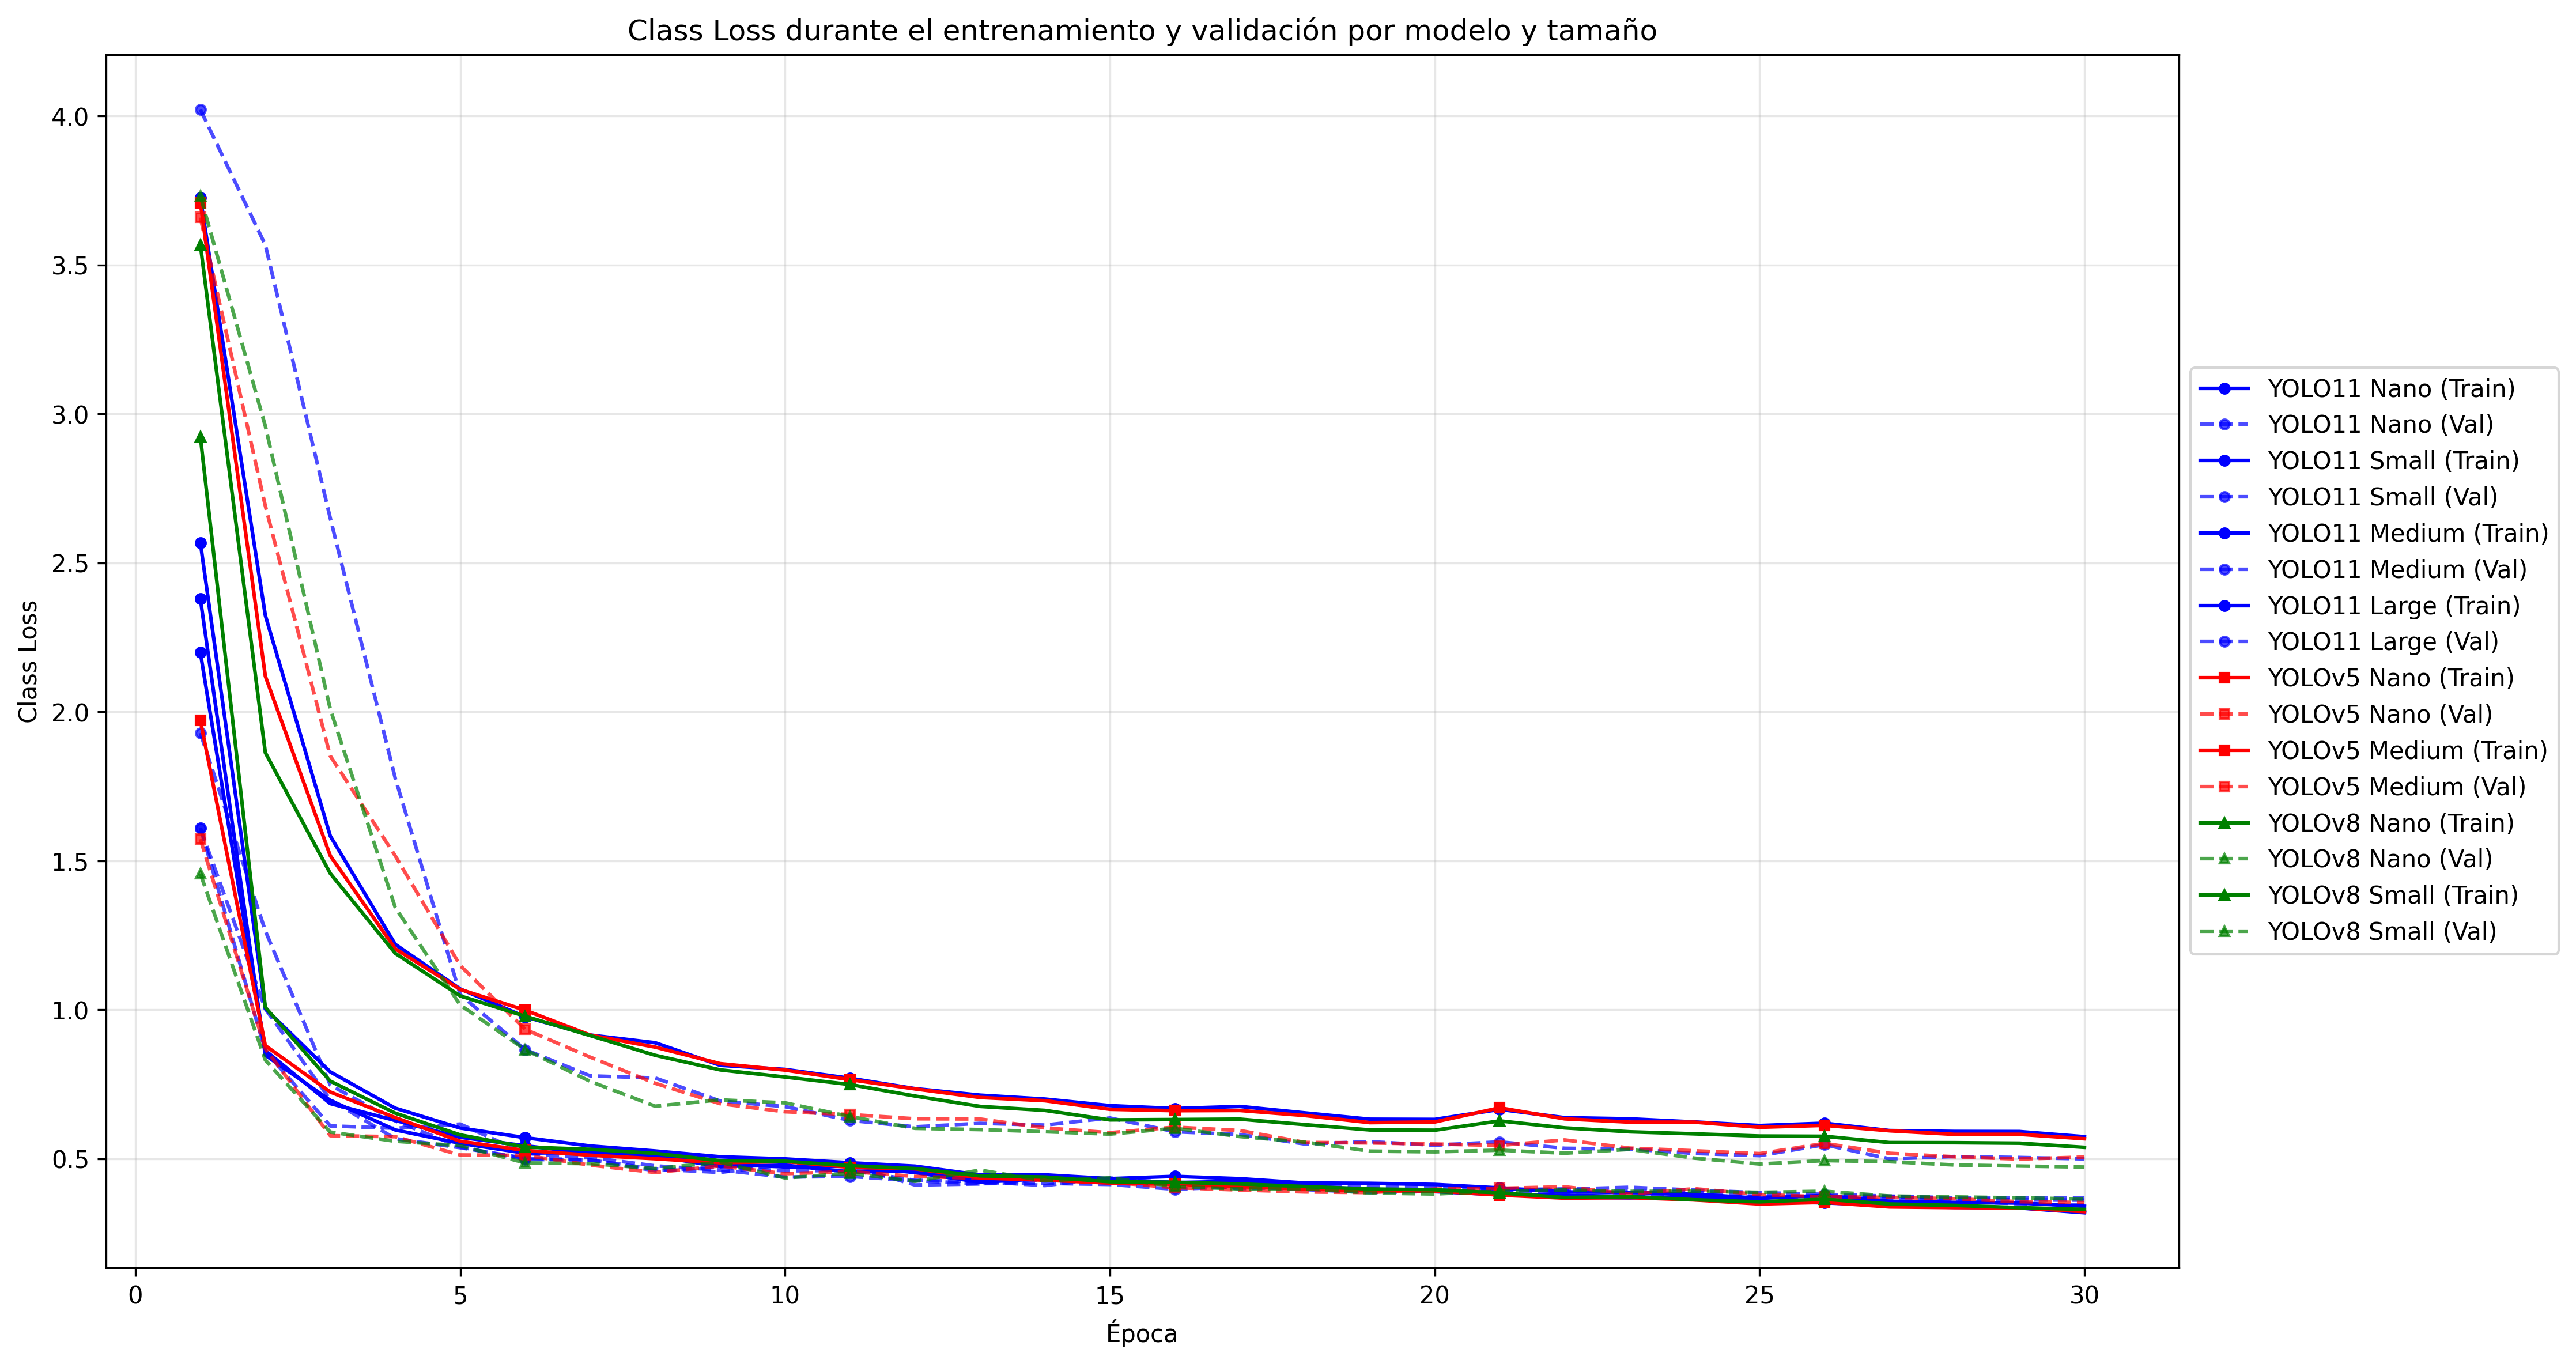 Class Loss durante el entrenamiento y validación por modelo y tamaño
Class Loss
4.0
3.5
3.0
2.5
2.0
1.5
1.0
0.5
0
5
10
15
20
25
30
Época
YOLO11 Nano (Train)
YOLO11 Nano (Val)
YOLO11 Small (Train)
YOLO11 Small (Val)
YOLO11 Medium (Train)
YOLO11 Medium (Val)
YOLO11 Large (Train)
YOLO11 Large (Val)
YOLOv5 Nano (Train)
YOLOv5 Nano (Val)
YOLOv5 Medium (Train)
YOLOv5 Medium (Val)
YOLOv8 Nano (Train)
YOLOv8 Nano (Val)
YOLOv8 Small (Train)
YOLOv8 Small (Val)